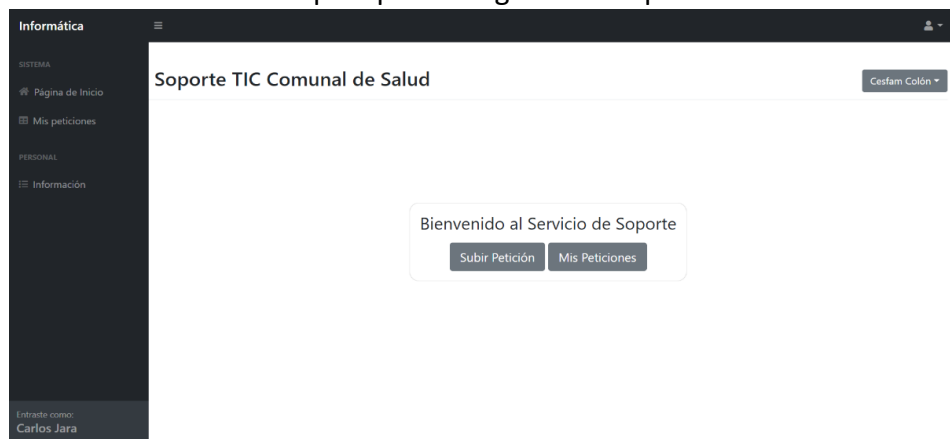 Informática
SISTEMA
Página de Inicio
Mis peticiones
PERSONAL
Información
Entraste como:
Carlos Jara
Soporte TIC Comunal de Salud
Cesfam Colón
Bienvenido al Servicio de Soporte
Subir Petición
Mis Peticiones